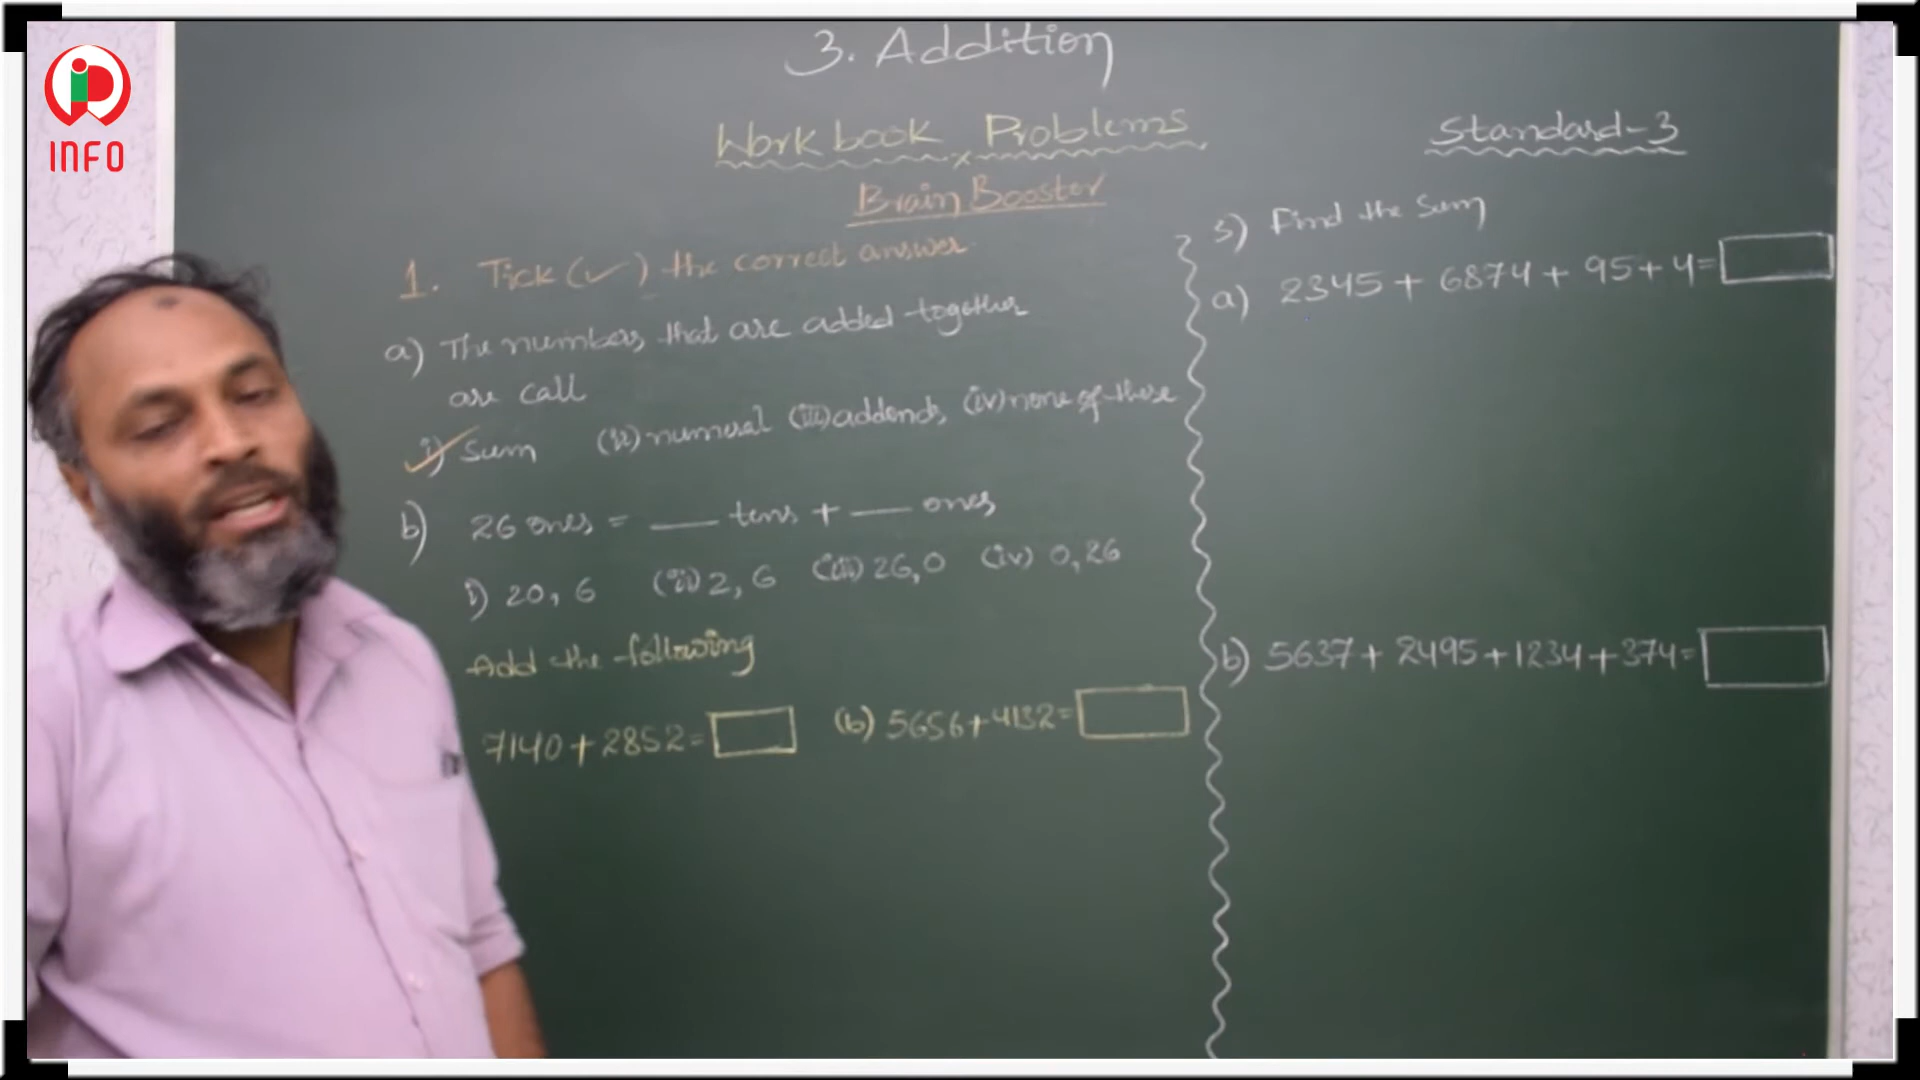 INFO
3. Addition
Work book Problems
Standard-3
Brain Booster
1. Tick (✓) the correct answer.
a) The numbers that are added together
are call
i) Sum (ii) numeral (iii) addends (iv) none of these
b) 26 ones = ___ tens + ___ ones
i) 20, 6 (ii) 2, 6 (iii) 26, 0 (iv) 0, 26
Add the following
7140 + 2852 =
(b) 5656 + 4132 =
3) Find the Sum
a) 2345 + 6874 + 95 + 4 =
b) 5637 + 2495 + 1234 + 374 =